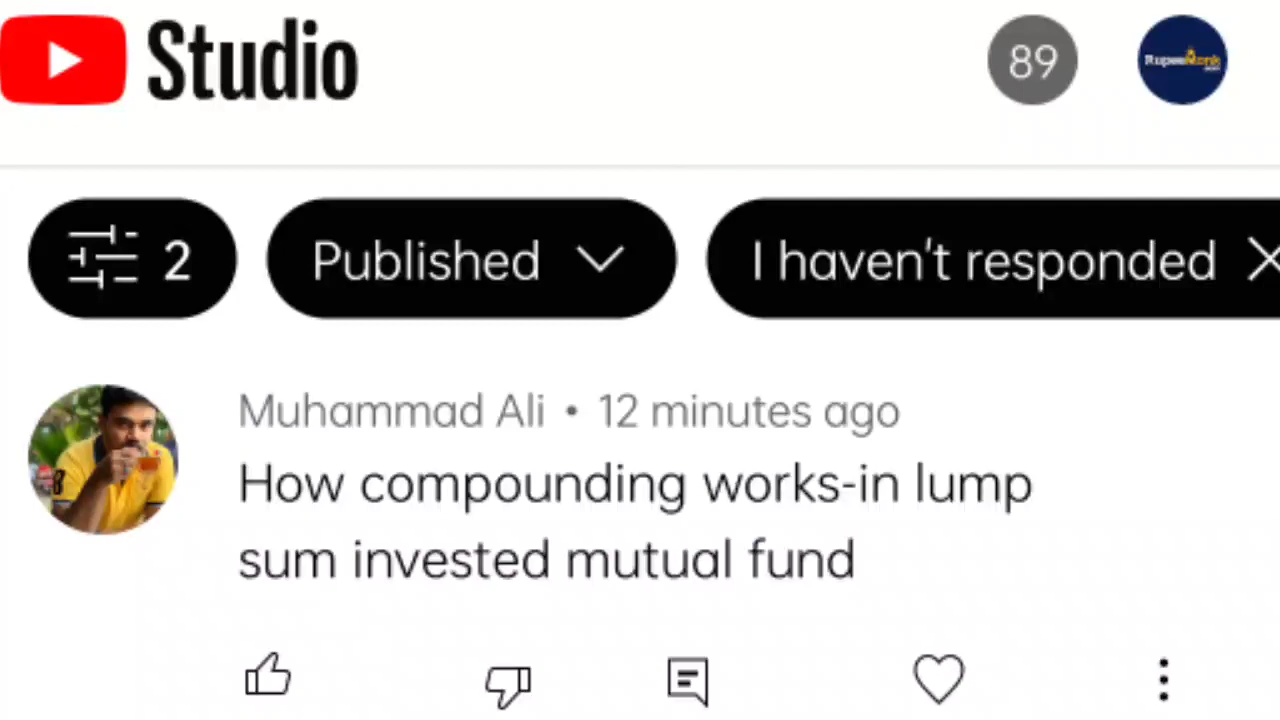 Studio
89
RupeeMonk
2
Published
I haven't responded
Muhammad Ali • 12 minutes ago
How compounding works-in lump
sum invested mutual fund